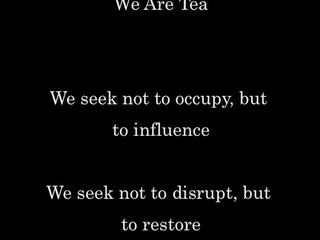 We Are Tea
We seek not to occupy, but
to influence
We seek not to disrupt, but
to restore